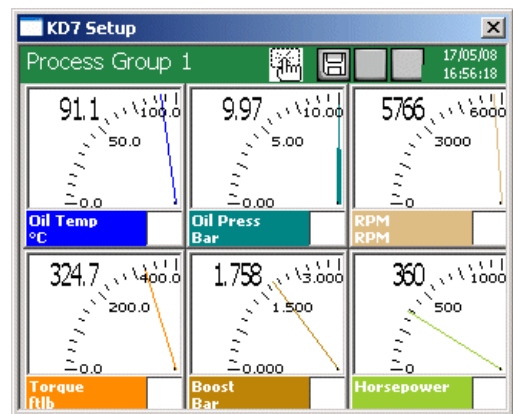 KD7 Setup
Process Group 1
17/05/08
16:56:18
91.1
100.0
50.0
0.0
Oil Temp
°C
9.97
10.00
5.00
0.00
Oil Press
Bar
5766
6000
3000
0
RPM
RPM
324.7
400.0
200.0
0.0
Torque
ftlb
1.758
3.000
1.500
0.000
Boost
Bar
360
1000
500
0
Horsepower